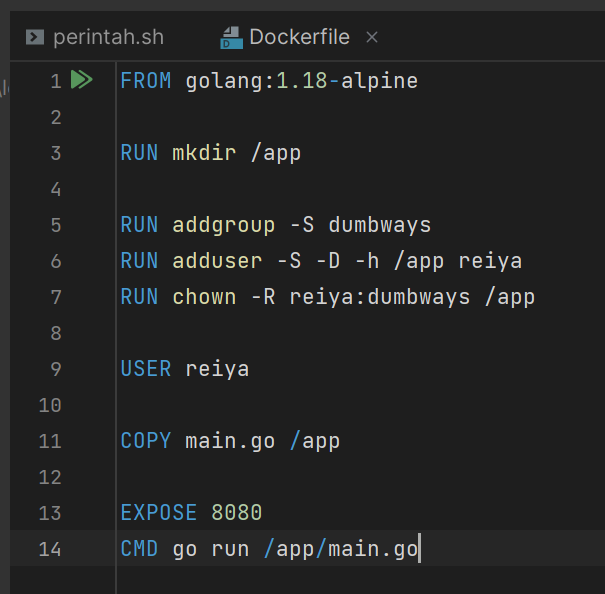 perintah.sh
Dockerfile
1 FROM golang:1.18-alpine
2
3 RUN mkdir /app
4
5 RUN addgroup -S dumbways
6 RUN adduser -S -D -h /app reiya
7 RUN chown -R reiya:dumbways /app
8
9 USER reiya
10
11 COPY main.go /app
12
13 EXPOSE 8080
14 CMD go run /app/main.go